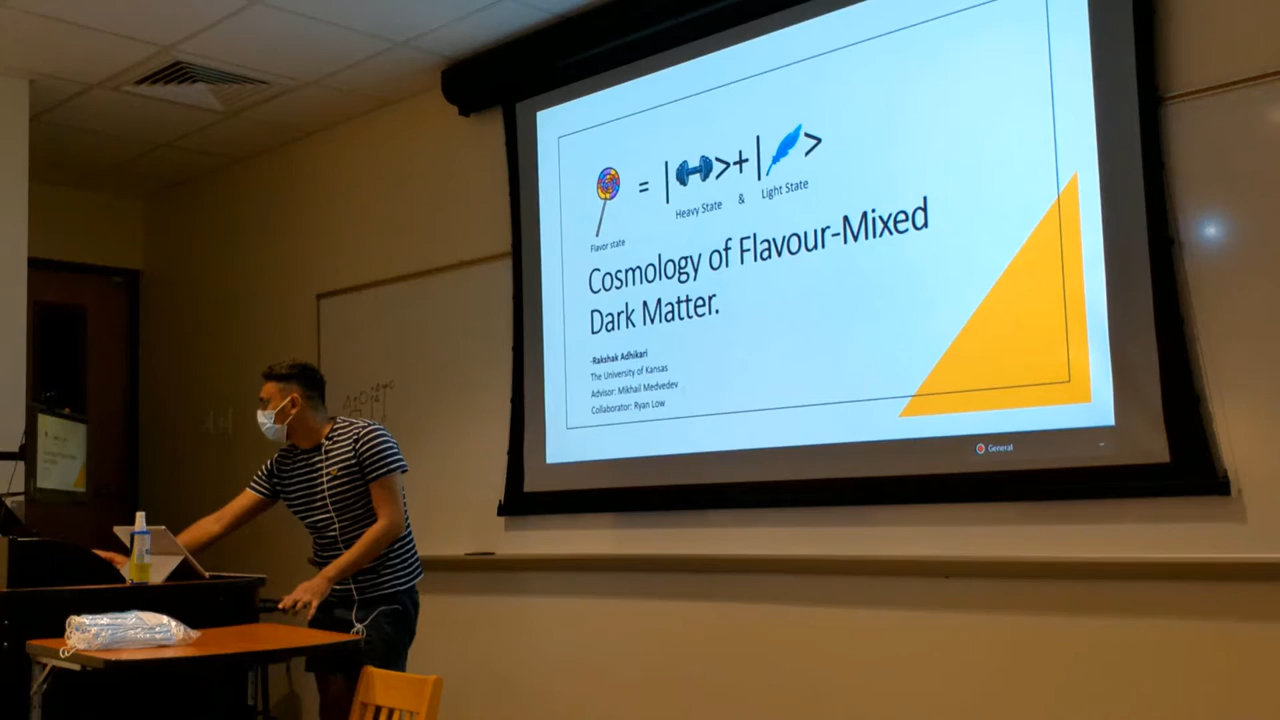 = | > + | >
Heavy State & Light State
Flavor state
Cosmology of Flavour-Mixed
Dark Matter.
-Rakshak Adhikari
The University of Kansas
Advisor: Mikhail Medvedev
Collaborator: Ryan Low
General